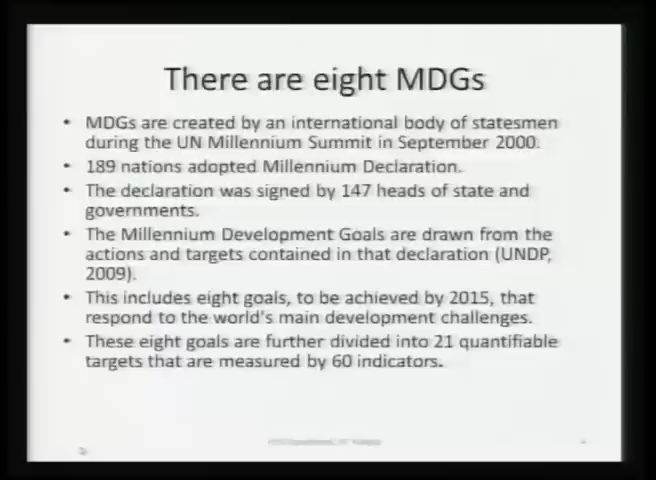 There are eight MDGs
• MDGs are created by an international body of statesmen
during the UN Millennium Summit in September 2000.
• 189 nations adopted Millennium Declaration.
• The declaration was signed by 147 heads of state and
governments.
• The Millennium Development Goals are drawn from the
actions and targets contained in that declaration (UNDP,
2009).
• This includes eight goals, to be achieved by 2015, that
respond to the world's main development challenges.
• These eight goals are further divided into 21 quantifiable
targets that are measured by 60 indicators.